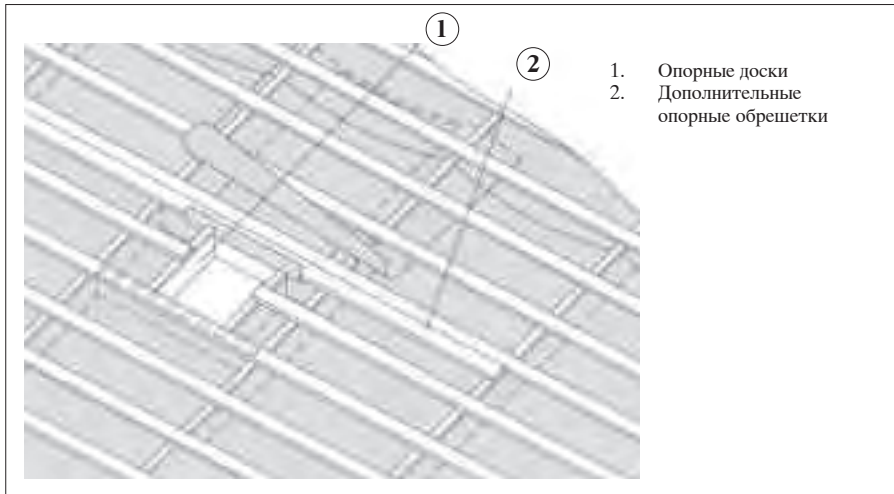 1
2
1. Опорные доски
2. Дополнительные
опорные обрешетки